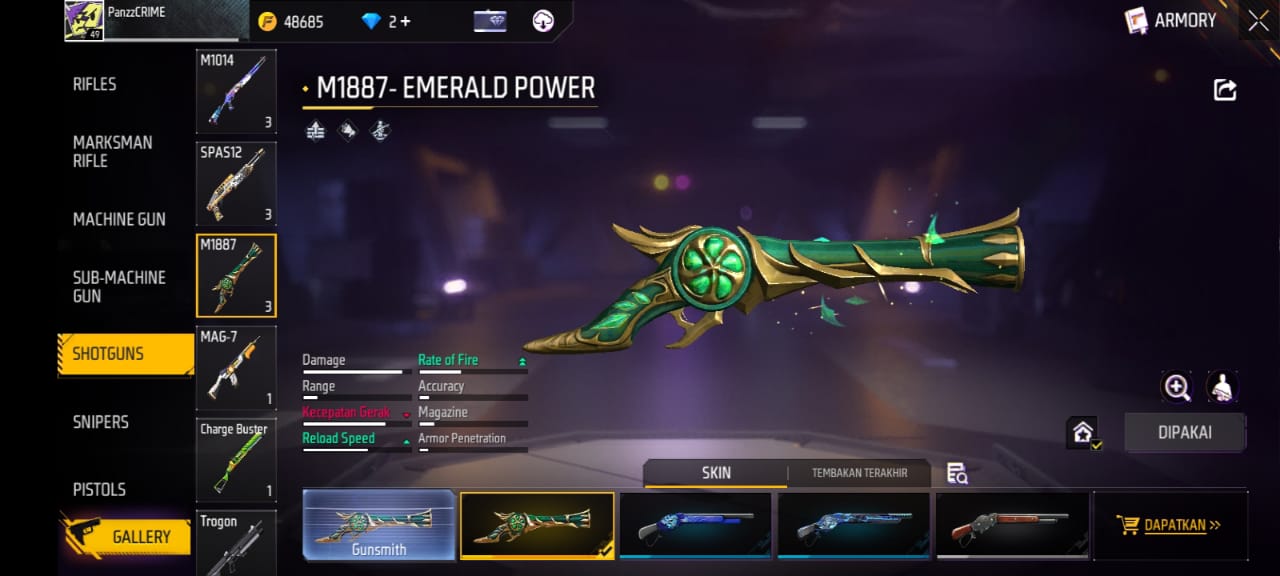 PanzzCRIME
49
48685
2 +
ARMORY
RIFLES
MARKSMAN
RIFLE
MACHINE GUN
SUB-MACHINE
GUN
SHOTGUNS
SNIPERS
PISTOLS
GALLERY
M1014
3
SPAS12
3
M1887
3
MAG-7
1
Charge Buster
1
Trogon
M1887- EMERALD POWER
Damage
Rate of Fire
Range
Accuracy
Kecepatan Gerak
Magazine
Reload Speed
Armor Penetration
DIPAKAI
SKIN
TEMBAKAN TERAKHIR
Gunsmith
DAPATKAN >>